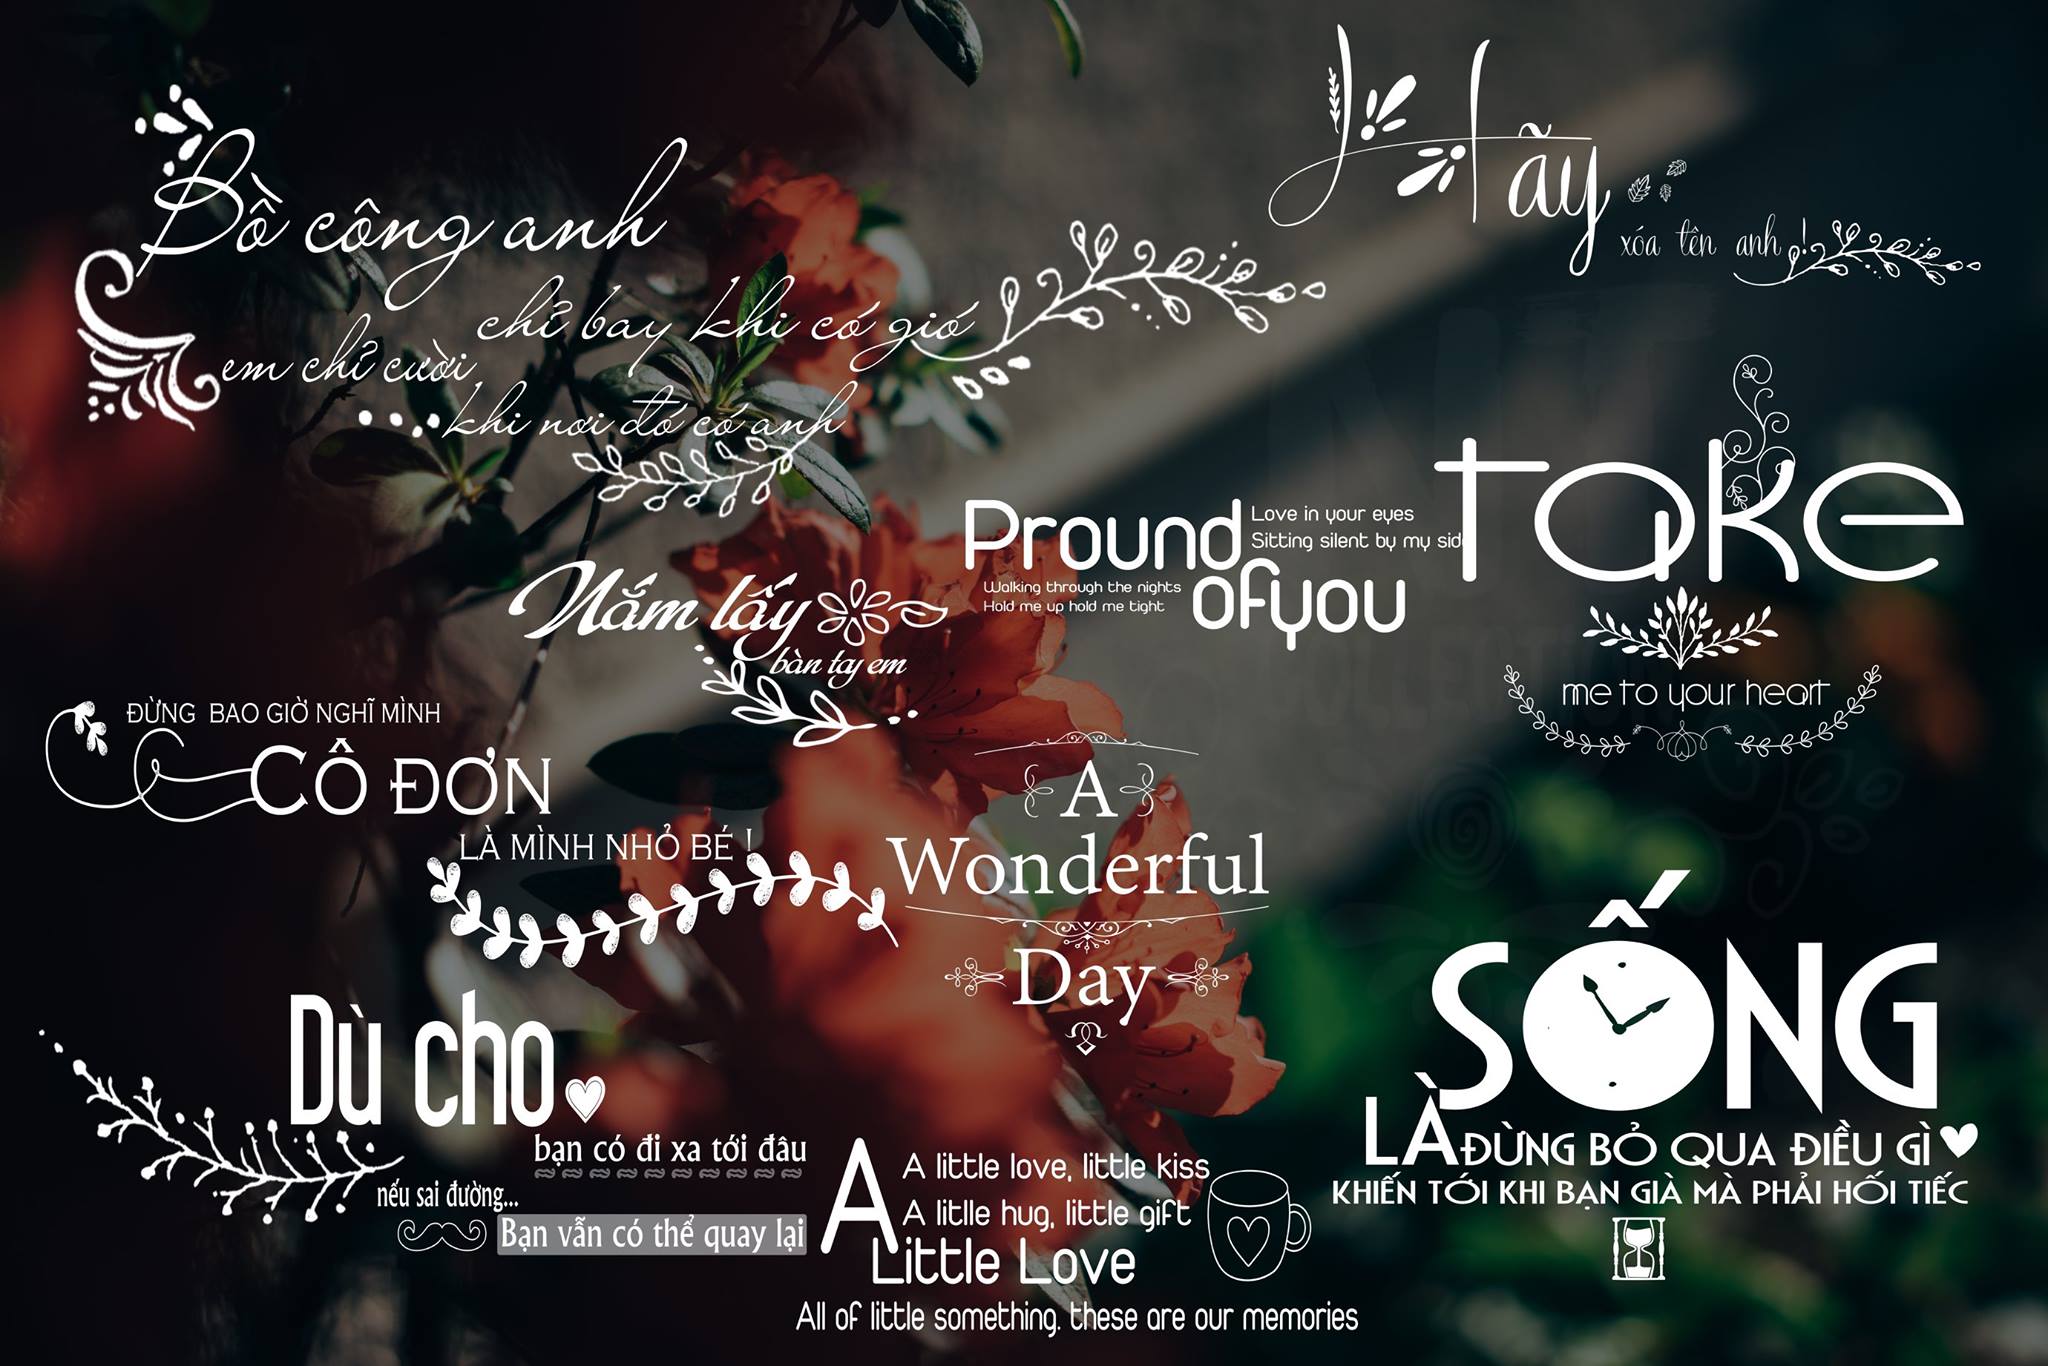 Bồ công anh
chỉ bay khi có gió
em chỉ cười
khi nơi đó có anh
Hãy
xóa tên anh !
Pround
Love in your eyes
Sitting silent by my side
Walking through the nights
Hold me up hold me tight
ofyou
take
me to your heart
Nắm lấy
bàn tay em
ĐỪNG BAO GIỜ NGHĨ MÌNH
CÔ ĐƠN
LÀ MÌNH NHỎ BÉ !
A
Wonderful
Day
SỐNG
LÀ ĐỪNG BỎ QUA ĐIỀU GÌ
KHIẾN TỚI KHI BẠN GIÀ MÀ PHẢI HỐI TIẾC
Dù cho
bạn có đi xa tới đâu
nếu sai đường...
Bạn vẫn có thể quay lại
A
A little love, little kiss
A litlle hug, little gift
Little Love
All of little something. these are our memories